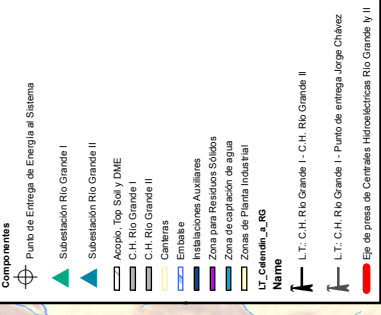 Componentes
Punto de Entrega de Energía al Sistema
Subestación Río Grande I
Subestación Río Grande II
Acopio, Top Soil y DME
C.H. Río Grande I
C.H. Río Grande II
Canteras
Embalse
Instalaciones Auxiliares
Zona para Residuos Sólidos
Zona de captación de agua
Zonas de Planta Industrial
LT_Celendin_a_RG
Name
L.T.: C.H. Río Grande I - C.H. Río Grande II
L.T.: C.H. Río Grande I - Punto de entrega Jorge Chávez
Eje de presa de Centrales Hidroeléctricas Río Grande Iy II